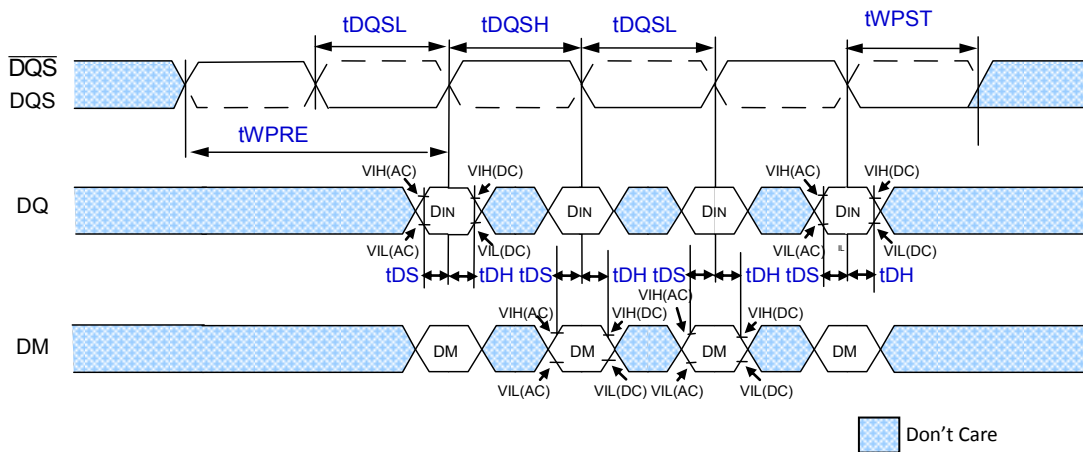 tDQSL tDQSH tDQSL tWPST
DQS
DQS
tWPRE
VIH(AC) VIH(DC) VIH(AC) VIH(DC)
DQ DIN DIN DIN DIN
VIL(AC) VIL(DC) VIL(AC) IL VIL(DC)
tDS tDH tDS tDH tDS tDH tDS tDH
VIH(AC) VIH(DC) VIH(AC) VIH(DC)
DM DM DM DM DM
VIL(AC) VIL(DC) VIL(AC) VIL(DC)
Don't Care